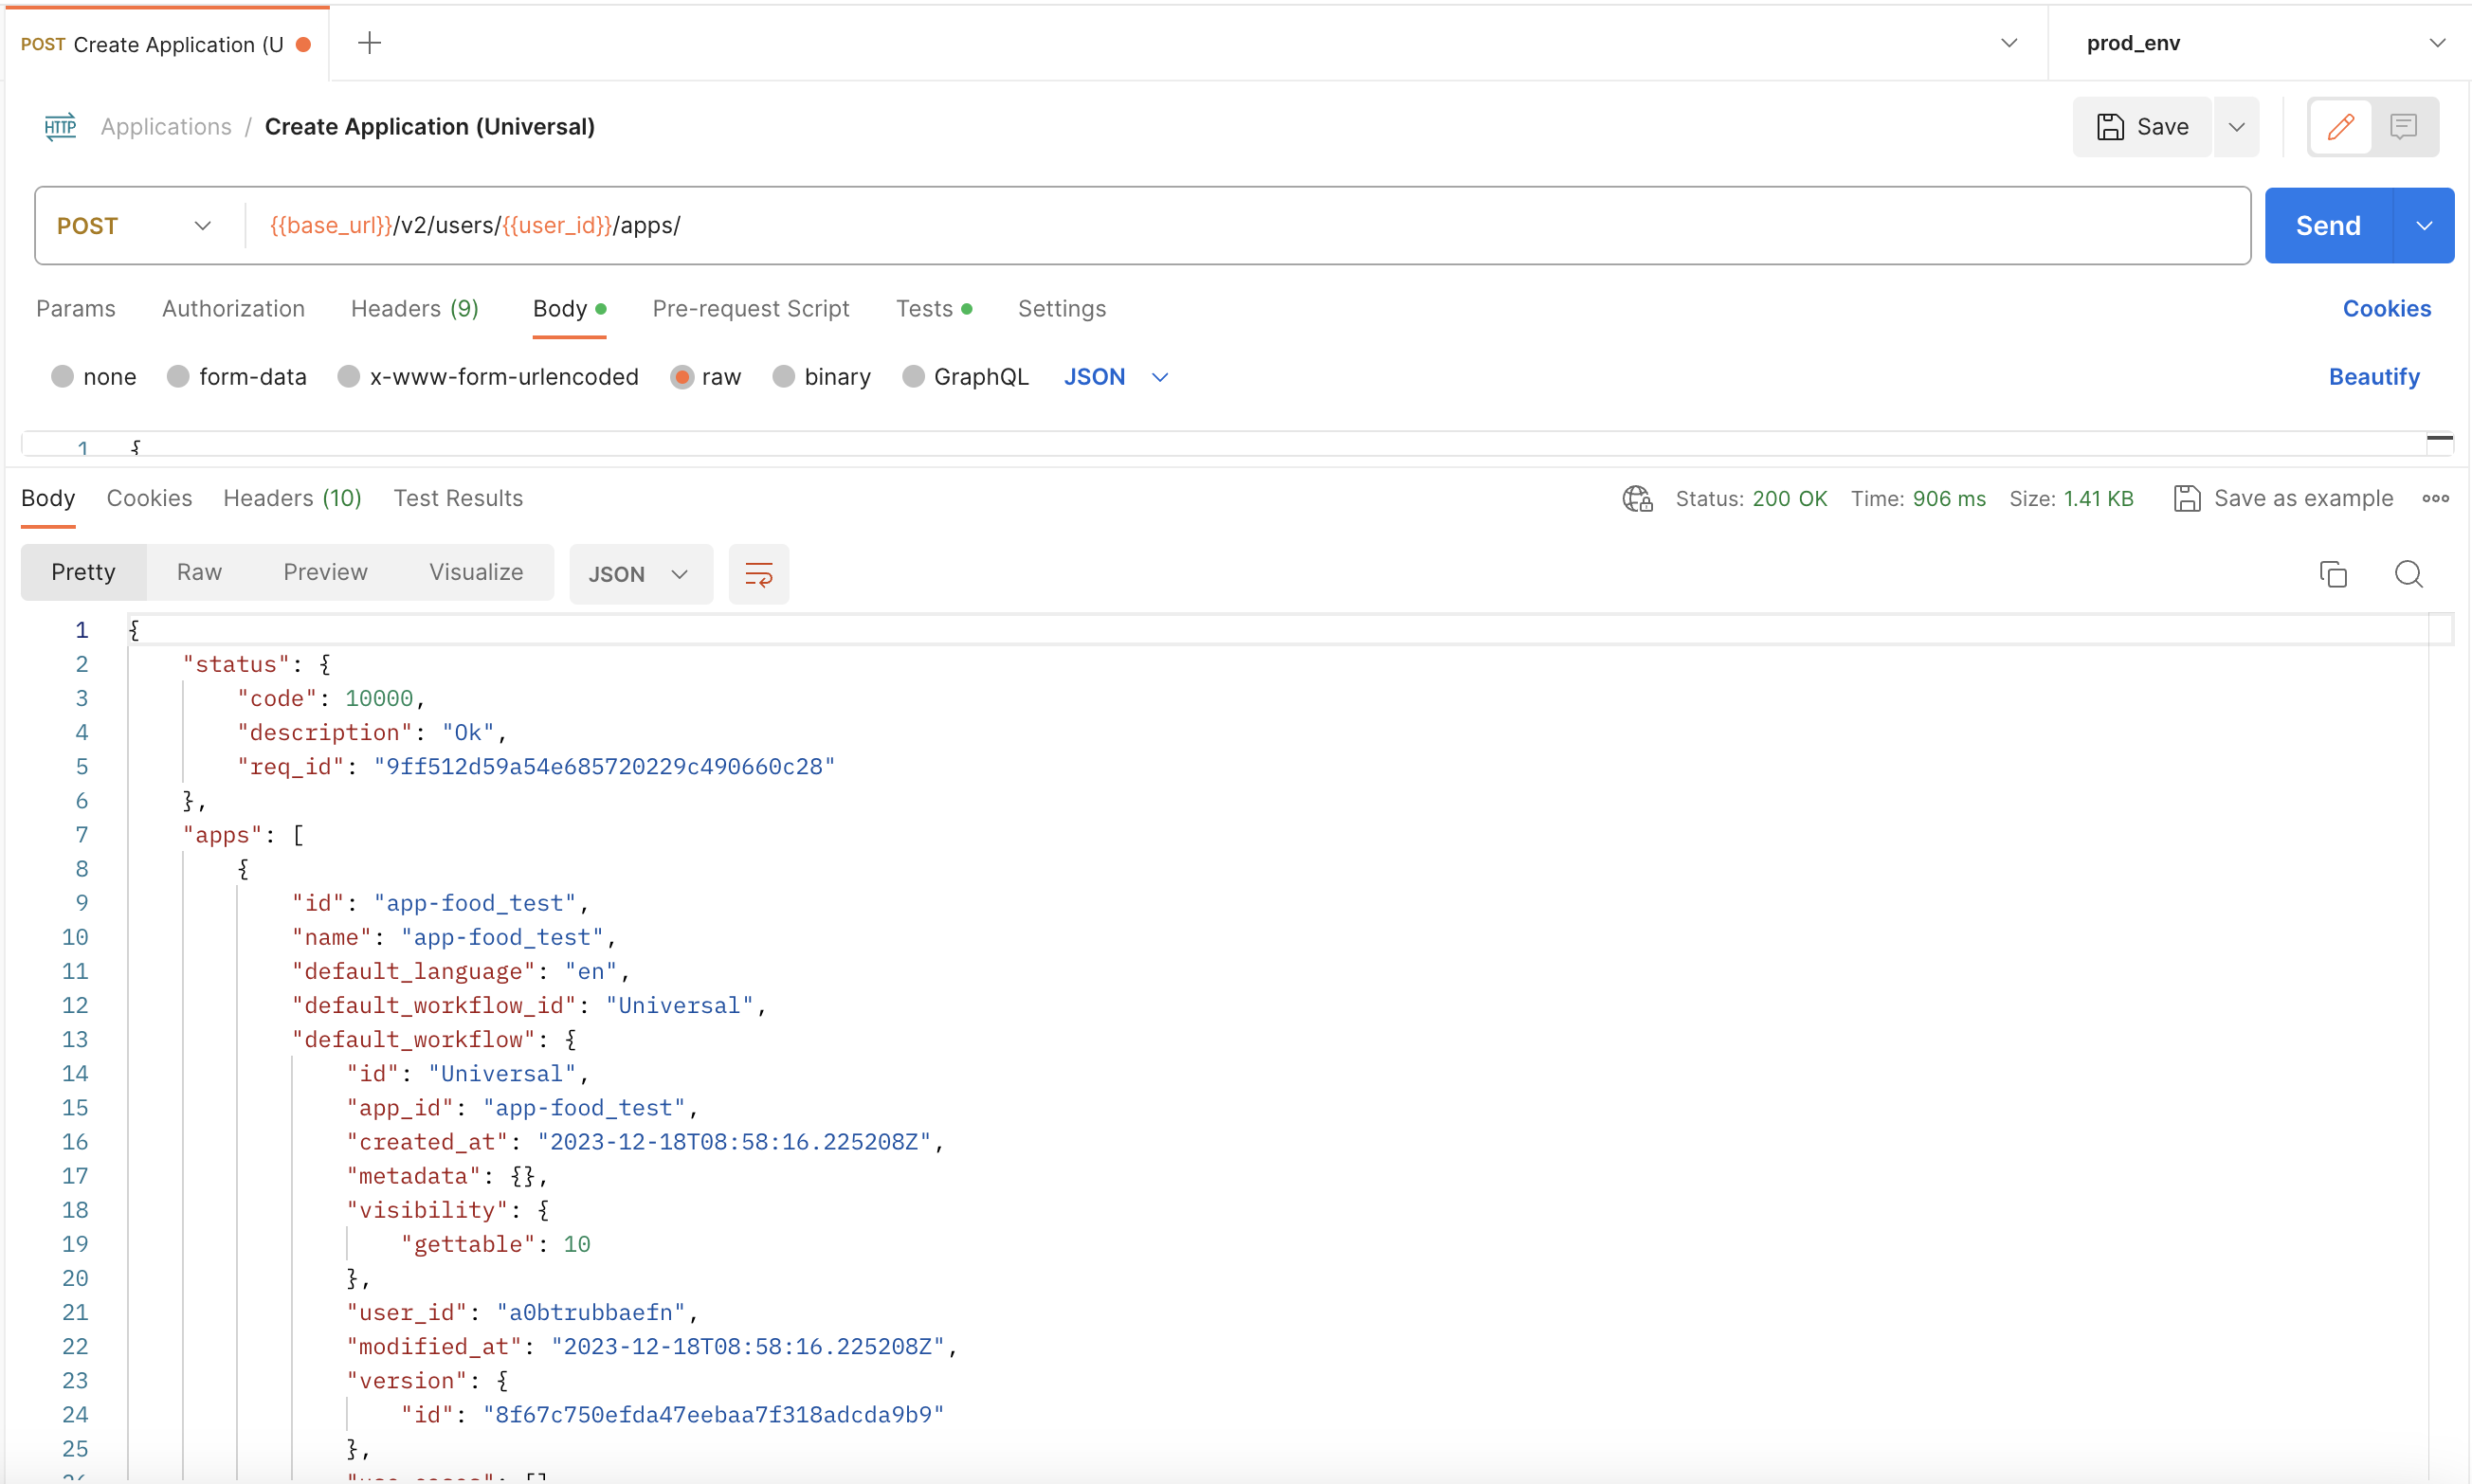 POST Create Application (U
prod_env
HTTP Applications / Create Application (Universal)
Save
POST {{base_url}}/v2/users/{{user_id}}/apps/
Send
Params Authorization Headers (9) Body Pre-request Script Tests Settings Cookies
none form-data x-www-form-urlencoded raw binary GraphQL JSON Beautify
1 {
Body Cookies Headers (10) Test Results Status: 200 OK Time: 906 ms Size: 1.41 KB Save as example
Pretty Raw Preview Visualize JSON
1 {
2 "status": {
3 "code": 10000,
4 "description": "Ok",
5 "req_id": "9ff512d59a54e685720229c490660c28"
6 },
7 "apps": [
8 {
9 "id": "app-food_test",
10 "name": "app-food_test",
11 "default_language": "en",
12 "default_workflow_id": "Universal",
13 "default_workflow": {
14 "id": "Universal",
15 "app_id": "app-food_test",
16 "created_at": "2023-12-18T08:58:16.225208Z",
17 "metadata": {},
18 "visibility": {
19 "gettable": 10
20 },
21 "user_id": "a0btrubbaefn",
22 "modified_at": "2023-12-18T08:58:16.225208Z",
23 "version": {
24 "id": "8f67c750efda47eebaa7f318adcda9b9"
25 },